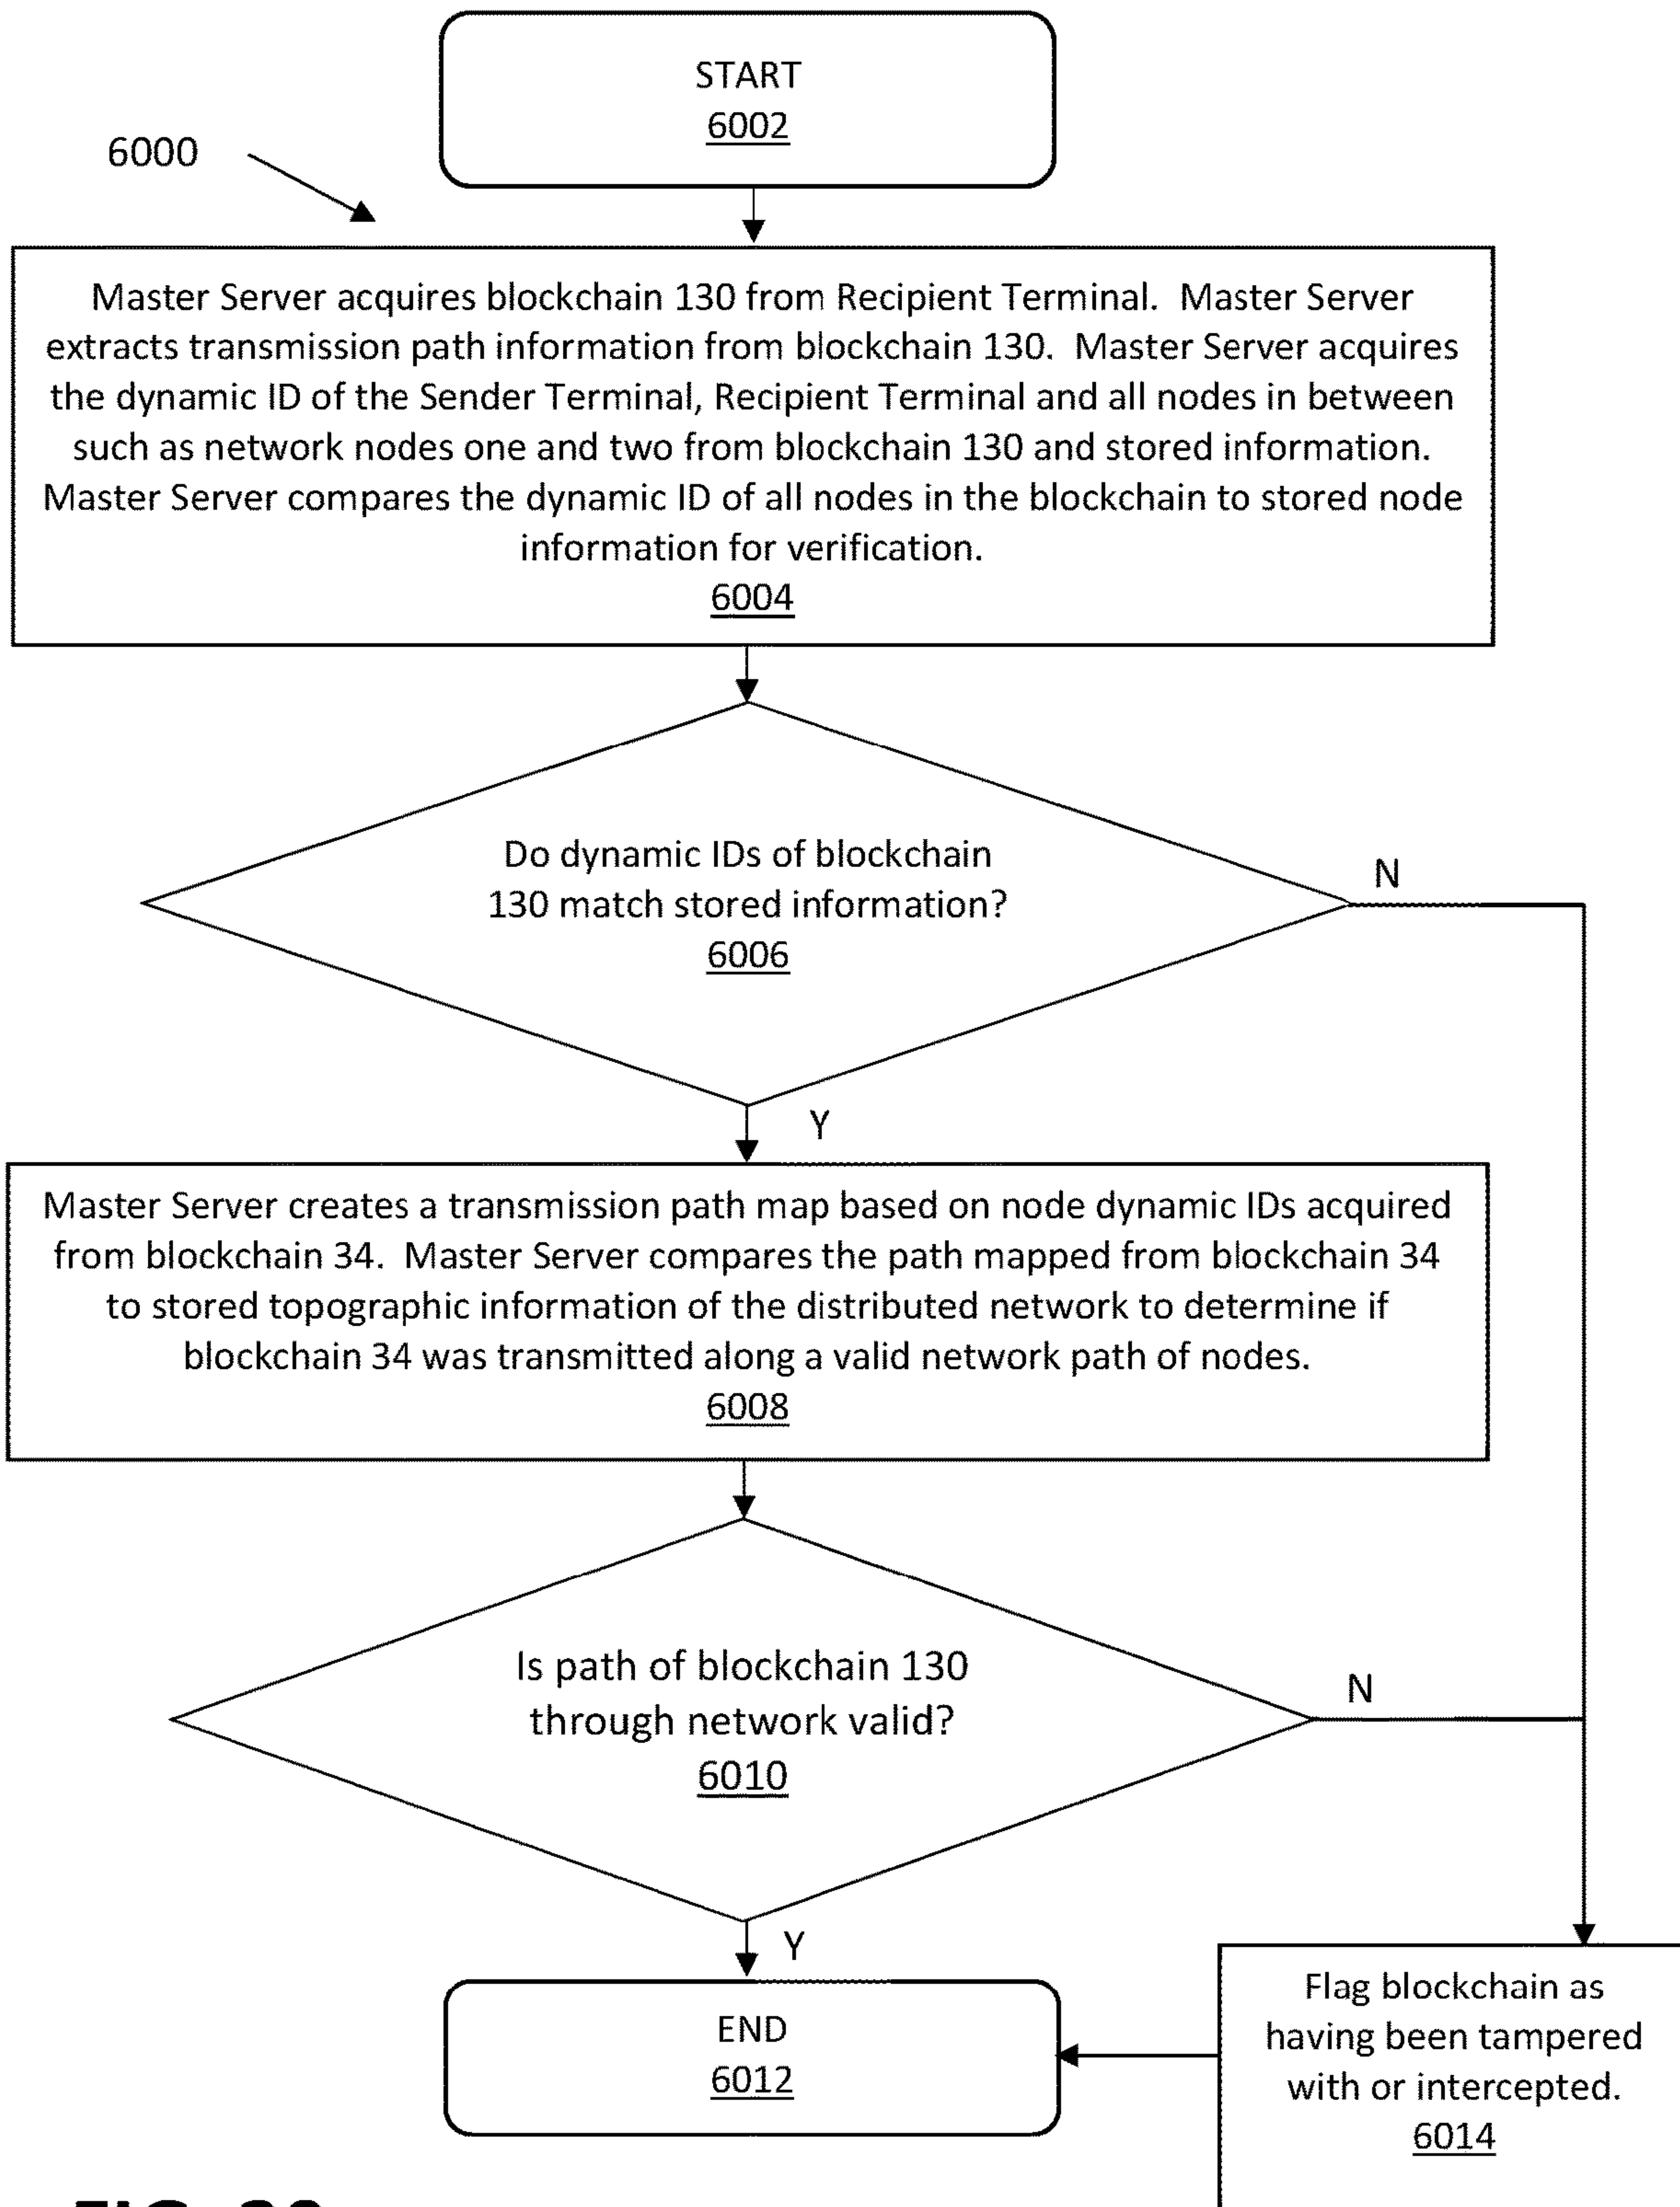 START
6002
6000
Master Server acquires blockchain 130 from Recipient Terminal. Master Server
extracts transmission path information from blockchain 130. Master Server acquires
the dynamic ID of the Sender Terminal, Recipient Terminal and all nodes in between
such as network nodes one and two from blockchain 130 and stored information.
Master Server compares the dynamic ID of all nodes in the blockchain to stored node
information for verification.
6004
Do dynamic IDs of blockchain
130 match stored information?
6006
N
Y
Master Server creates a transmission path map based on node dynamic IDs acquired
from blockchain 34. Master Server compares the path mapped from blockchain 34
to stored topographic information of the distributed network to determine if
blockchain 34 was transmitted along a valid network path of nodes.
6008
Is path of blockchain 130
through network valid?
6010
N
Y
END
6012
Flag blockchain as
having been tampered
with or intercepted.
6014